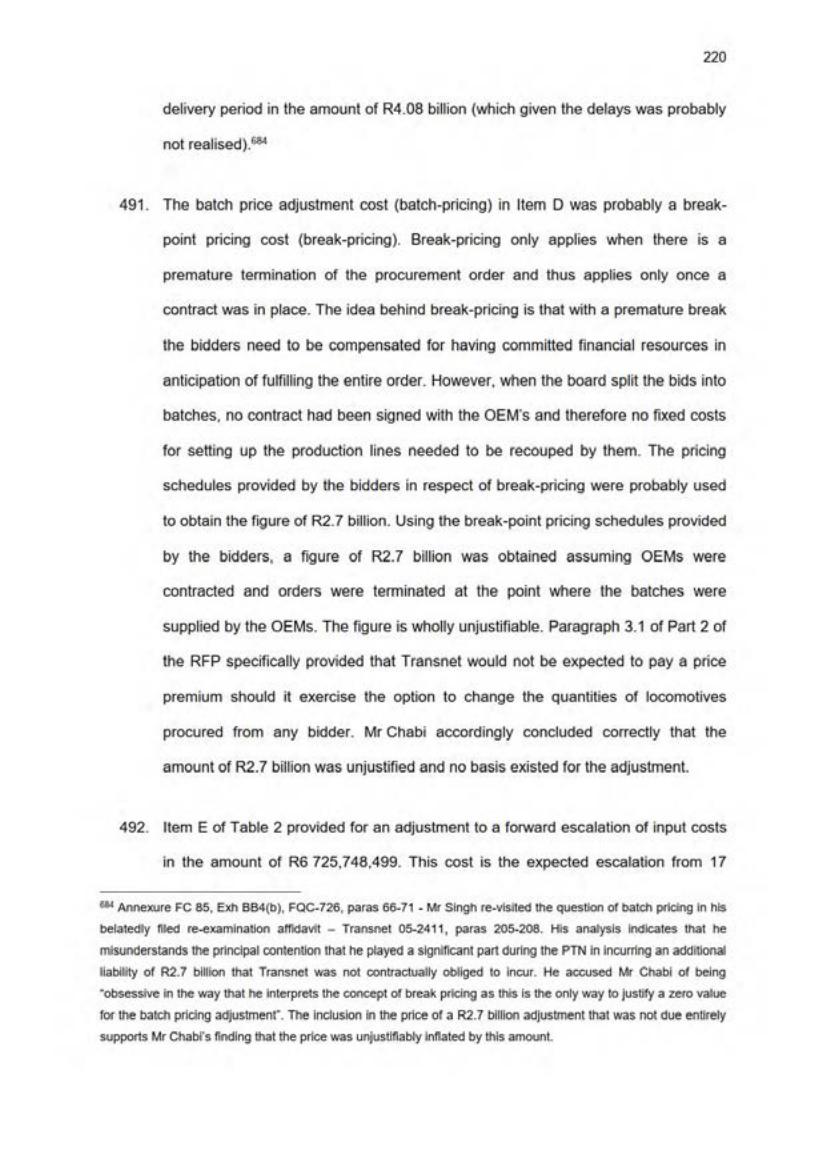 220
delivery period in the amount of R4.08 billion (which given the delays was probably
not realised).684
491. The batch price adjustment cost (batch-pricing) in Item D was probably a break-
point pricing cost (break-pricing). Break-pricing only applies when there is a
premature termination of the procurement order and thus applies only once a
contract was in place. The idea behind break-pricing is that with a premature break
the bidders need to be compensated for having committed financial resources in
anticipation of fulfilling the entire order. However, when the board split the bids into
batches, no contract had been signed with the OEM's and therefore no fixed costs
for setting up the production lines needed to be recouped by them. The pricing
schedules provided by the bidders in respect of break-pricing were probably used
to obtain the figure of R2.7 billion. Using the break-point pricing schedules provided
by the bidders, a figure of R2.7 billion was obtained assuming OEMs were
contracted and orders were terminated at the point where the batches were
supplied by the OEMs. The figure is wholly unjustifiable. Paragraph 3.1 of Part 2 of
the RFP specifically provided that Transnet would not be expected to pay a price
premium should it exercise the option to change the quantities of locomotives
procured from any bidder. Mr Chabi accordingly concluded correctly that the
amount of R2.7 billion was unjustified and no basis existed for the adjustment.
492. Item E of Table 2 provided for an adjustment to a forward escalation of input costs
in the amount of R6 725,748,499. This cost is the expected escalation from 17
684 Annexure FC 85, Exh BB4(b), FQC-726, paras 66-71 - Mr Singh re-visited the question of batch pricing in his
belatedly filed re-examination affidavit – Transnet 05-2411, paras 205-208. His analysis indicates that he
misunderstands the principal contention that he played a significant part during the PTN in incurring an additional
liability of R2.7 billion that Transnet was not contractually obliged to incur. He accused Mr Chabi of being
"obsessive in the way that he interprets the concept of break pricing as this is the only way to justify a zero value
for the batch pricing adjustment". The inclusion in the price of a R2.7 billion adjustment that was not due entirely
supports Mr Chabi's finding that the price was unjustifiably inflated by this amount.